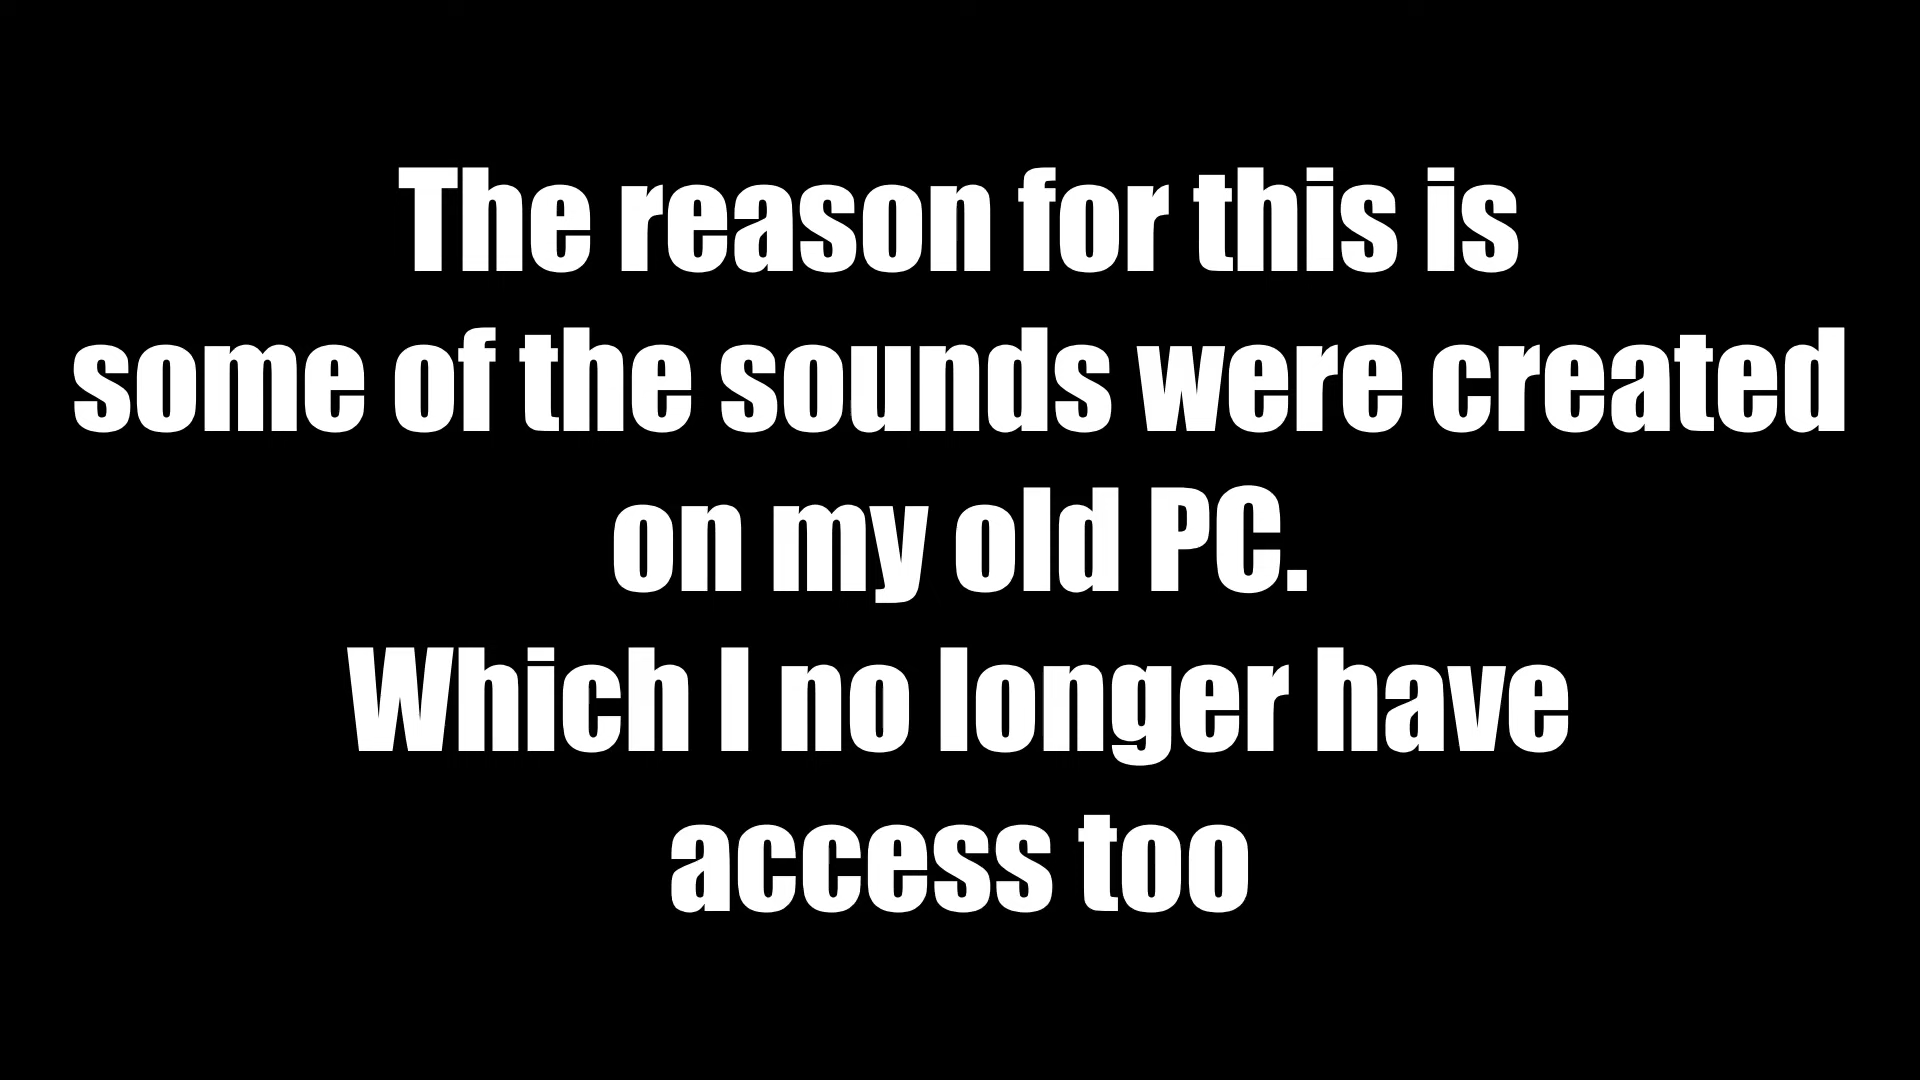 The reason for this is
some of the sounds were created
on my old PC.
Which I no longer have
access too